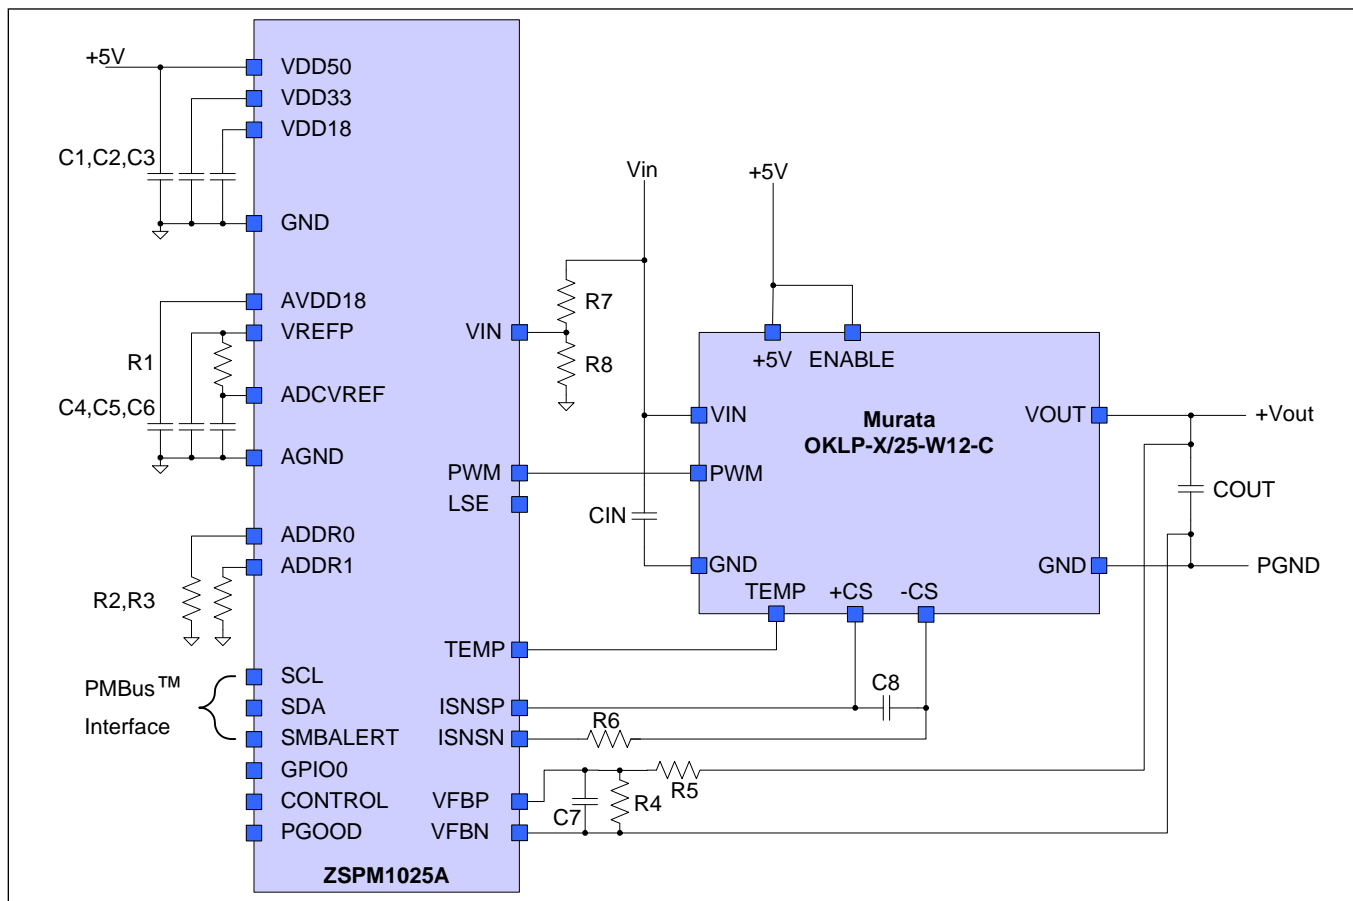 +5V
VDD50
VDD33
VDD18
C1,C2,C3
GND
AVDD18
VREFP
R1
ADCVREF
C4,C5,C6
AGND
ADDR0
ADDR1
R2,R3
PMBus™
Interface
SCL
SDA
SMBALERT
GPIO0
CONTROL
PGOOD
VIN
PWM
LSE
TEMP
ISNSP
ISNSN
VFBP
VFBN
ZSPM1025A
Vin
+5V
R7
R8
CIN
+5V
ENABLE
VIN
PWM
GND
Murata
OKLP-X/25-W12-C
VOUT
GND
TEMP
+CS
-CS
+Vout
COUT
PGND
C8
R6
R5
R4
C7